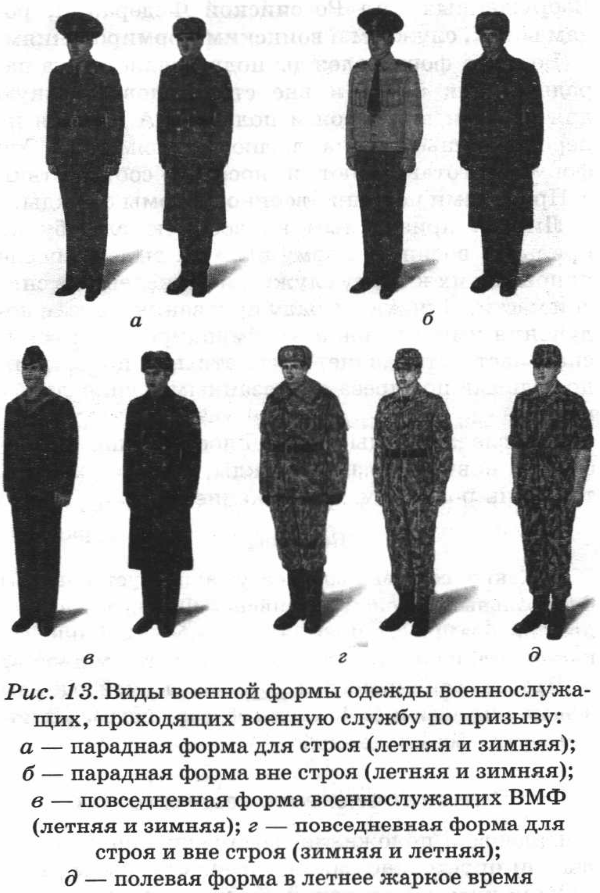 а б
в г д
Рис. 13. Виды военной формы одежды военнослужа-
щих, проходящих военную службу по призыву:
а — парадная форма для строя (летняя и зимняя);
б — парадная форма вне строя (летняя и зимняя);
в — повседневная форма военнослужащих ВМФ
(летняя и зимняя); г — повседневная форма для
строя и вне строя (зимняя и летняя);
д — полевая форма в летнее жаркое время